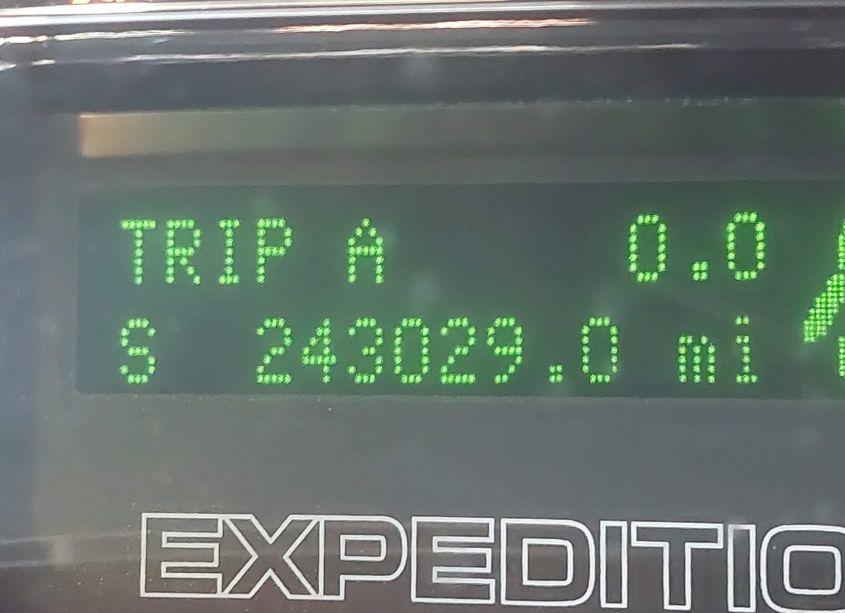 TRIP A 0.0
S 243029.0 mi
EXPEDITIO